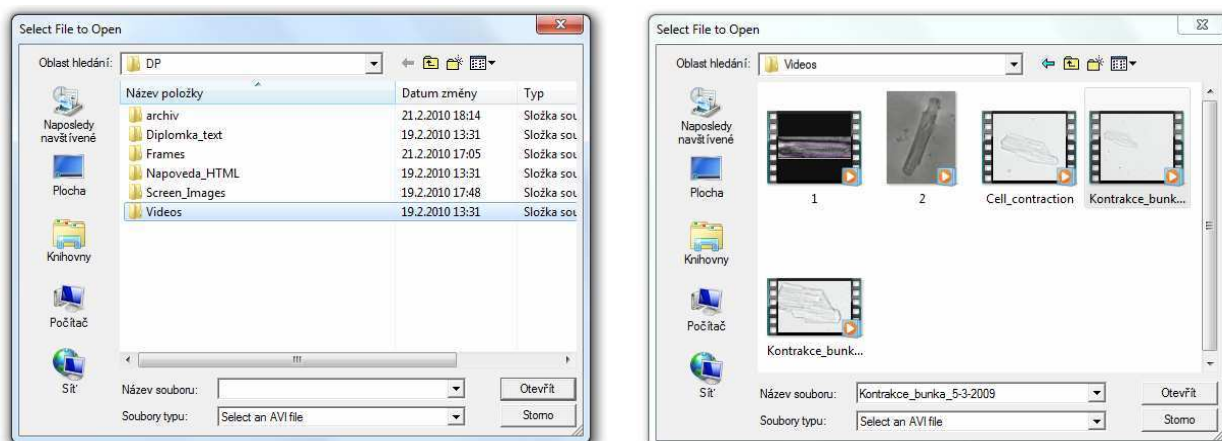 Select File to Open
Oblast hledání: DP
Název položky Datum změny Typ
archiv 21.2.2010 18:14 Složka sou
Diplomka_text 19.2.2010 13:31 Složka sou
Frames 21.2.2010 17:05 Složka sou
Napoveda_HTML 19.2.2010 13:31 Složka sou
Screen_Images 19.2.2010 17:48 Složka sou
Videos 19.2.2010 13:31 Složka sou
Naposledy
navštívené
Plocha
Knihovny
Počítač
Síť
Název souboru: Otevřít
Soubory typu: Select an AVI file Storno
Select File to Open
Oblast hledání: Videos
Naposledy
navštívené
Plocha
Knihovny
Počítač
Síť
1 2 Cell_contraction Kontrakce_bunk...
Kontrakce_bunk...
Název souboru: Kontrakce_bunka_5-3-2009 Otevřít
Soubory typu: Select an AVI file Storno